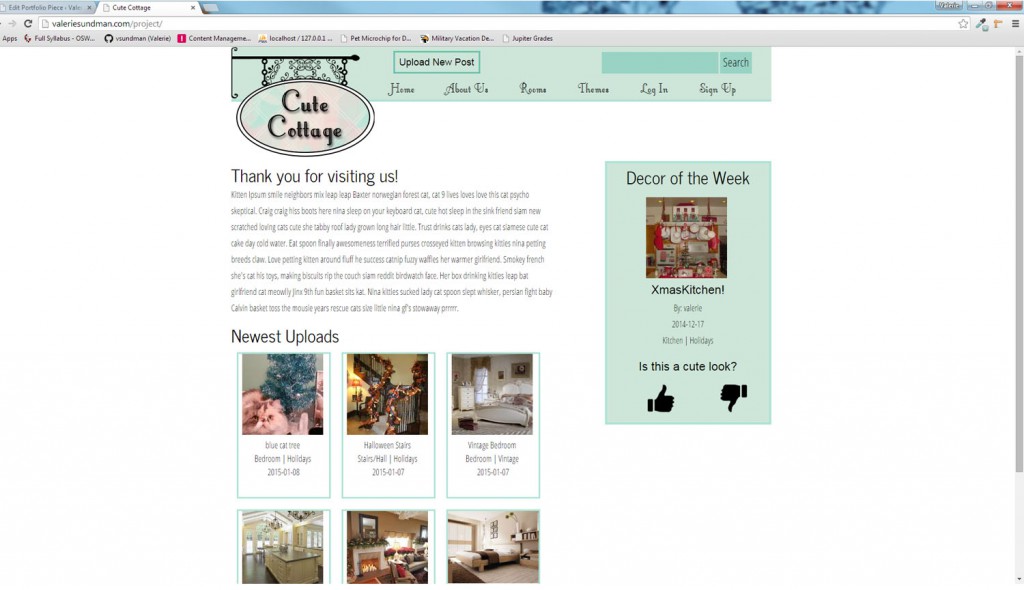 Edit Portfolio Piece ‹ Vale
Cute Cottage
Valerie
valeriesundman.com/project/
Apps
Full Syllabus - OSW...
vsundman (Valerie)
Content Manageme...
localhost / 127.0.0.1 ...
Pet Microchip for D...
Military Vacation De...
Jupiter Grades
Upload New Post
Search
Cute
Cottage
Home
About Us
Rooms
Themes
Log In
Sign Up
Thank you for visiting us!
Kitten Ipsum smile neighbors mix leap leap Baxter norwegian forest cat, cat 9 lives loves love this cat psycho
skeptical. Craig craig hiss boots here nina sleep on your keyboard cat, cute hot sleep in the sink friend siam new
scratched loving cats cute she tabby roof lady grown long hair little. Trust drinks cats lady, eyes cat siamese cute cat
cake day cold water. Eat spoon finally awesomeness terrified purses crosseyed kitten browsing kitties nina petting
breeds claw. Love petting kitten around fluff he success catnip fuzzy waffles her warmer girlfriend. Smokey french
she's cat his toys, making biscuits rip the couch siam reddit birdwatch face. Her box drinking kitties leap bat
girlfriend cat meowily Jinx 9th fun basket sits kat. Nina kitties sucked lady cat spoon slept whisker, persian fight baby
Calvin basket toss the mousie years rescue cats size little nina gf's stowaway prrrrr.
Decor of the Week
XmasKitchen!
By: valerie
2014-12-17
Kitchen | Holidays
Is this a cute look?
Newest Uploads
blue cat tree
Bedroom | Holidays
2015-01-08
Halloween Stairs
Stairs/Hall | Holidays
2015-01-07
Vintage Bedroom
Bedroom | Vintage
2015-01-07